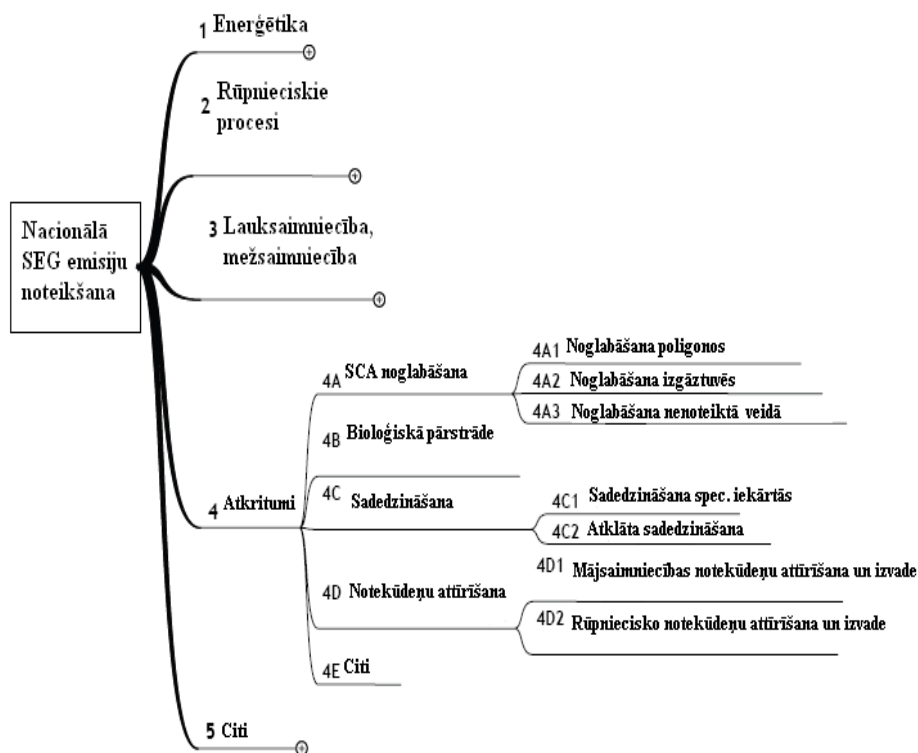 1 Enerģētika
2 Rūpnieciskie
procesi
Nacionālā
SEG emisiju
noteikšana
3 Lauksaimniecība,
mežsaimniecība
4 Atkritumi
4A SCA noglabāšana
4A1 Noglabāšana poligonos
4A2 Noglabāšana izgāztuvēs
4A3 Noglabāšana nenoteiktā veidā
4B Bioloģiskā pārstrāde
4C Sadedzināšana
4C1 Sadedzināšana spec. iekārtās
4C2 Atklāta sadedzināšana
4D Notekūdeņu attīrīšana
4D1 Mājsaimniecības notekūdeņu attīrīšana un izvade
4D2 Rūpniecisko notekūdeņu attīrīšana un izvade
4E Citi
5 Citi